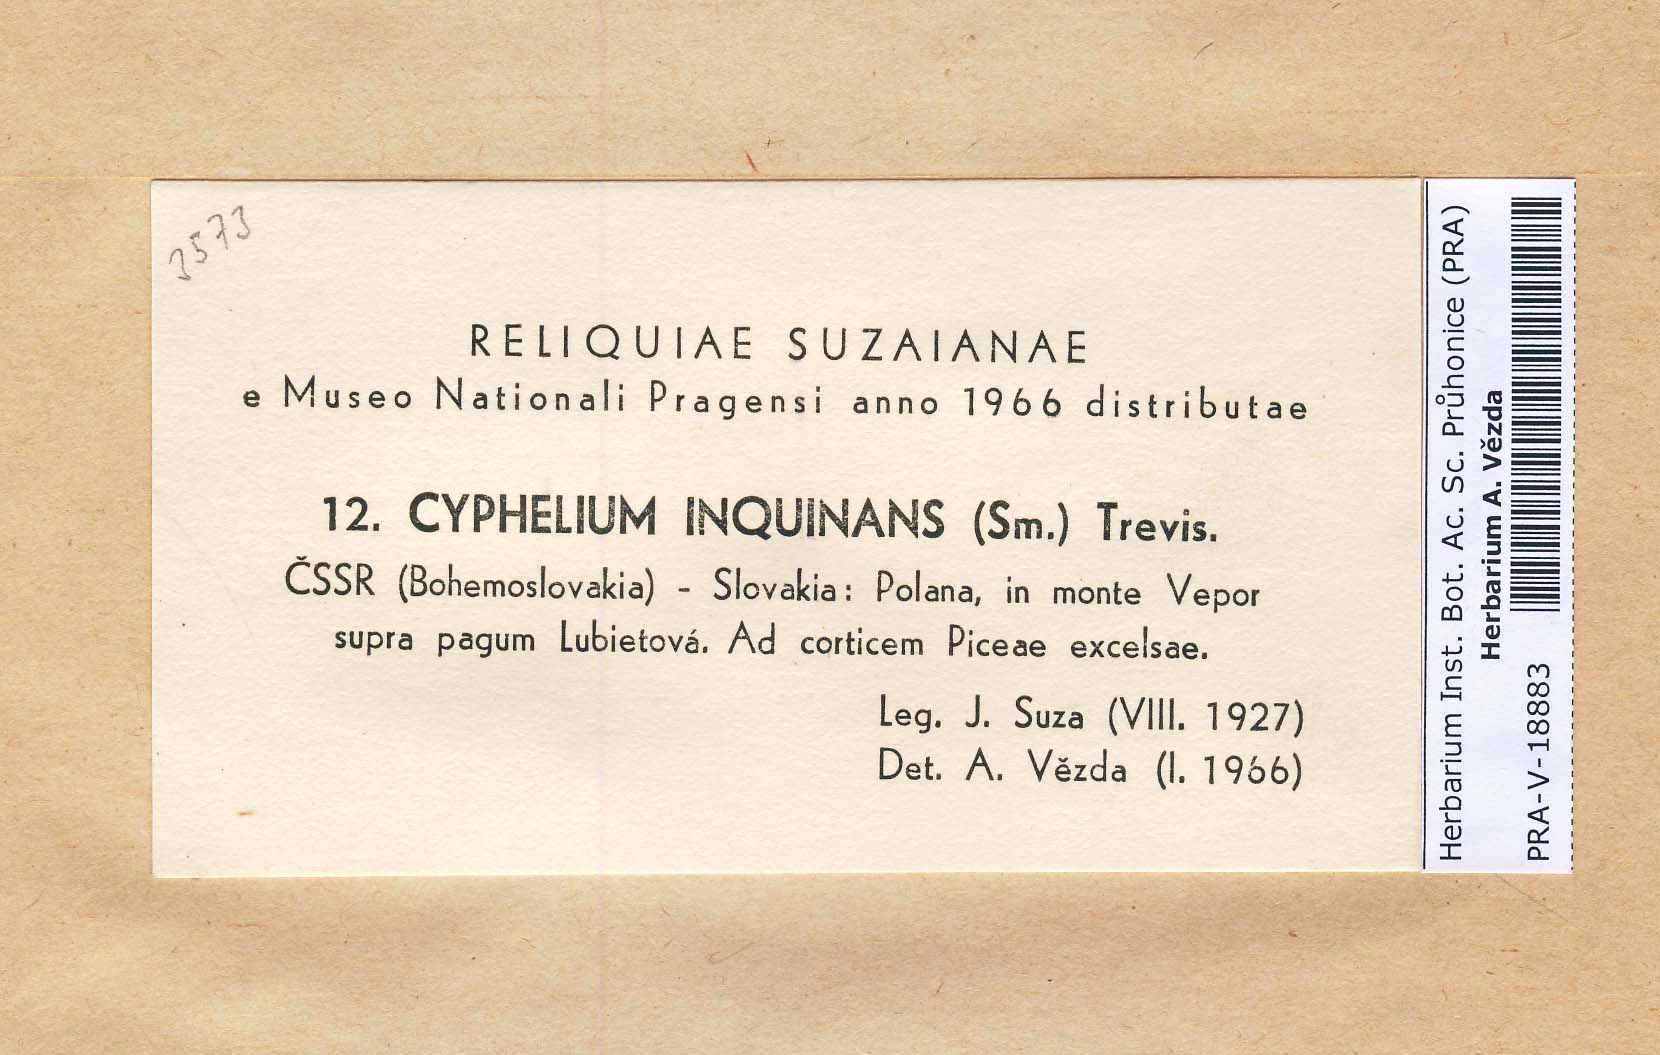 3573
RELIQUIAE SUZAIANAE
e Museo Nationali Pragensi anno 1966 distributae
12. CYPHELIUM INQUINANS (Sm.) Trevis.
ČSSR (Bohemoslovakia) - Slovakia: Polana, in monte Vepor
supra pagum Lubietová. Ad corticem Piceae excelsae.
Leg. J. Suza (VIII. 1927)
Det. A. Vězda (I. 1966)
Herbarium Inst. Bot. Ac. Sc. Průhonice (PRA)
Herbarium A. Vězda
PRA-V-18883